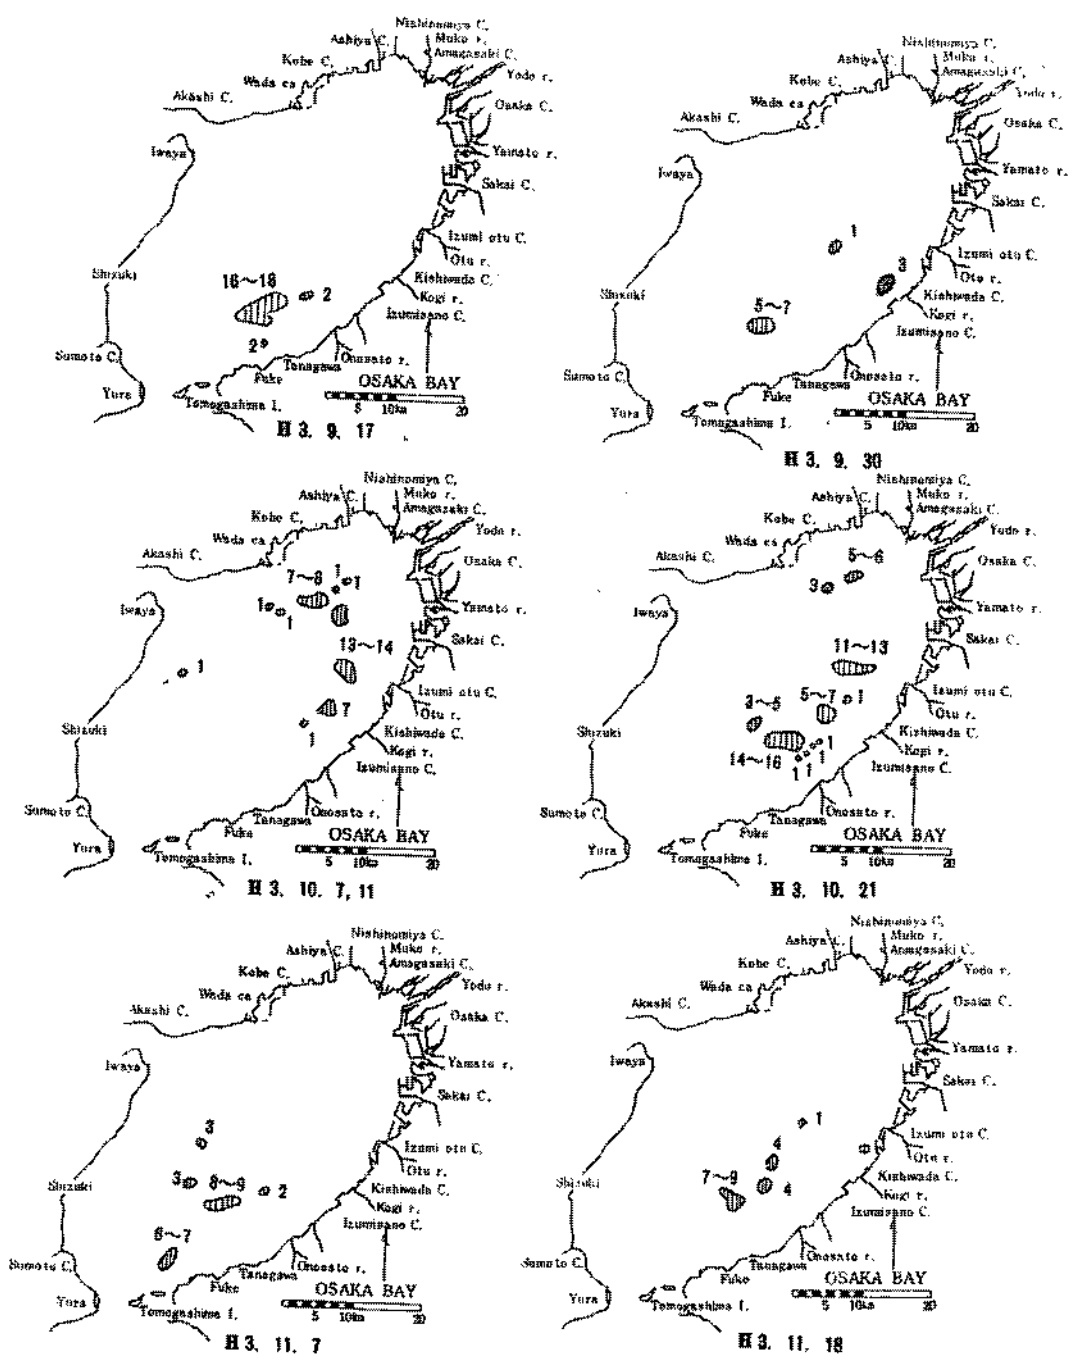 Nishinomiya C.
Ashiya C. Muko r.
Kobe C. Amagasaki C.
Wada ca Yodo r.
Akashi C. Osaka C.
Iwaya Yamato r.
Sakai C.
Izumi otu C.
Otu r.
Shizuki 16～18 Kishiwada C.
2 Kogi r.
Izumisano C.
Sumoto C. 2
Tanagawa Onosato r.
Yura Fuke OSAKA BAY
Tomogashima I. 5 10km 20
H 3. 9. 17
Nishinomiya C.
Ashiya C. Muko r.
Kobe C. Amagasaki C.
Wada ca Yodo r.
Akashi C. Osaka C.
Iwaya Yamato r.
Sakai C.
1 Izumi otu C.
3 Otu r.
Shizuki 5～7 Kishiwada C.
Kogi r.
Izumisano C.
Sumoto C. Tanagawa Onosato r.
Yura Fuke OSAKA BAY
Tomogashima I. 5 10km 20
H 3. 9. 30
Nishinomiya C.
Ashiya C. Muko r.
Kobe C. Amagasaki C.
Wada ca Yodo r.
Akashi C. Osaka C.
7～8 1 1
Iwaya 1 1 Yamato r.
Sakai C.
1 13～14
Izumi otu C.
7 Otu r.
Shizuki 1 Kishiwada C.
Kogi r.
Izumisano C.
Sumoto C. Tanagawa Onosato r.
Yura Fuke OSAKA BAY
Tomogashima I. 5 10km 20
H 3. 10. 7, 11
Nishinomiya C.
Ashiya C. Muko r.
Kobe C. Amagasaki C.
Wada ca Yodo r.
Akashi C. 5～6 Osaka C.
3
Iwaya Yamato r.
Sakai C.
11～13
5～7 1 Izumi otu C.
3～5 Otu r.
Shizuki Kishiwada C.
14～16 1 1 1 1 Kogi r.
Izumisano C.
Sumoto C. Tanagawa Onosato r.
Yura Fuke OSAKA BAY
Tomogashima I. 5 10km 20
H 3. 10. 21
Nishinomiya C.
Ashiya C. Muko r.
Kobe C. Amagasaki C.
Wada ca Yodo r.
Akashi C. Osaka C.
Iwaya Yamato r.
Sakai C.
3 Izumi otu C.
Otu r.
Shizuki 3 8～9 2 Kishiwada C.
Kogi r.
Izumisano C.
6～7
Sumoto C. Tanagawa Onosato r.
Yura Fuke OSAKA BAY
Tomogashima I. 5 10km 20
H 3. 11. 7
Nishinomiya C.
Ashiya C. Muko r.
Kobe C. Amagasaki C.
Wada ca Yodo r.
Akashi C. Osaka C.
Iwaya Yamato r.
Sakai C.
1 Izumi otu C.
4 Otu r.
Shizuki 7～9 4 Kishiwada C.
Kogi r.
Izumisano C.
Sumoto C. Tanagawa Onosato r.
Yura Fuke OSAKA BAY
Tomogashima I. 5 10km 20
H 3. 11. 18